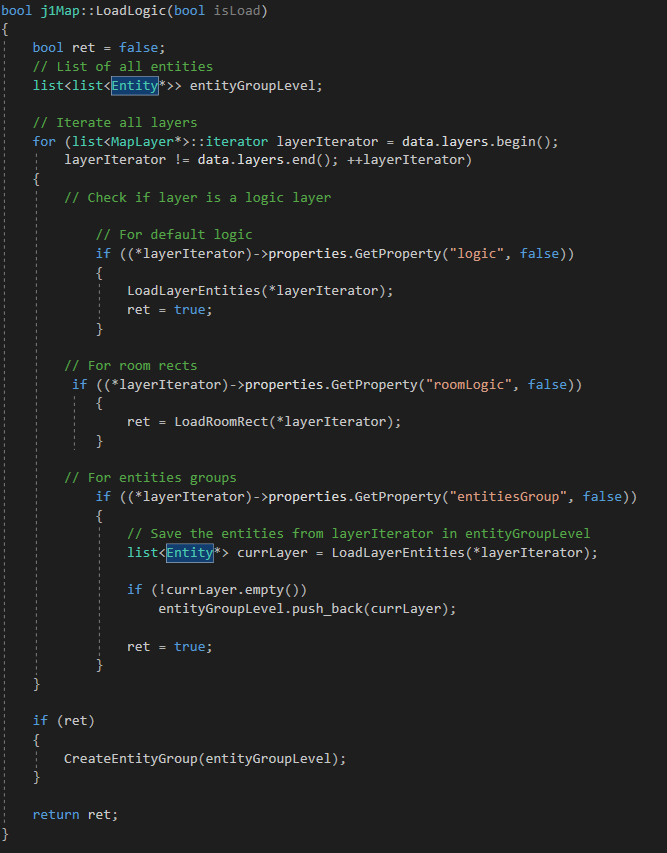 bool j1Map::LoadLogic(bool isLoad)
{
    bool ret = false;
    // List of all entities
    list<list<Entity*>> entityGroupLevel;
    // Iterate all layers
    for (list<MapLayer*>::iterator layerIterator = data.layers.begin();
        layerIterator != data.layers.end(); ++layerIterator)
    {
        // Check if layer is a logic layer
            // For default logic
            if ((*layerIterator)->properties.GetProperty("logic", false))
            {
                LoadLayerEntities(*layerIterator);
                ret = true;
            }
        // For room rects
         if ((*layerIterator)->properties.GetProperty("roomLogic", false))
            {
                ret = LoadRoomRect(*layerIterator);
            }
        // For entities groups
            if ((*layerIterator)->properties.GetProperty("entitiesGroup", false))
            {
                // Save the entities from layerIterator in entityGroupLevel
                list<Entity*> currLayer = LoadLayerEntities(*layerIterator);
                if (!currLayer.empty())
                    entityGroupLevel.push_back(currLayer);
                ret = true;
            }
    }
    if (ret)
    {
        CreateEntityGroup(entityGroupLevel);
    }
    return ret;
}